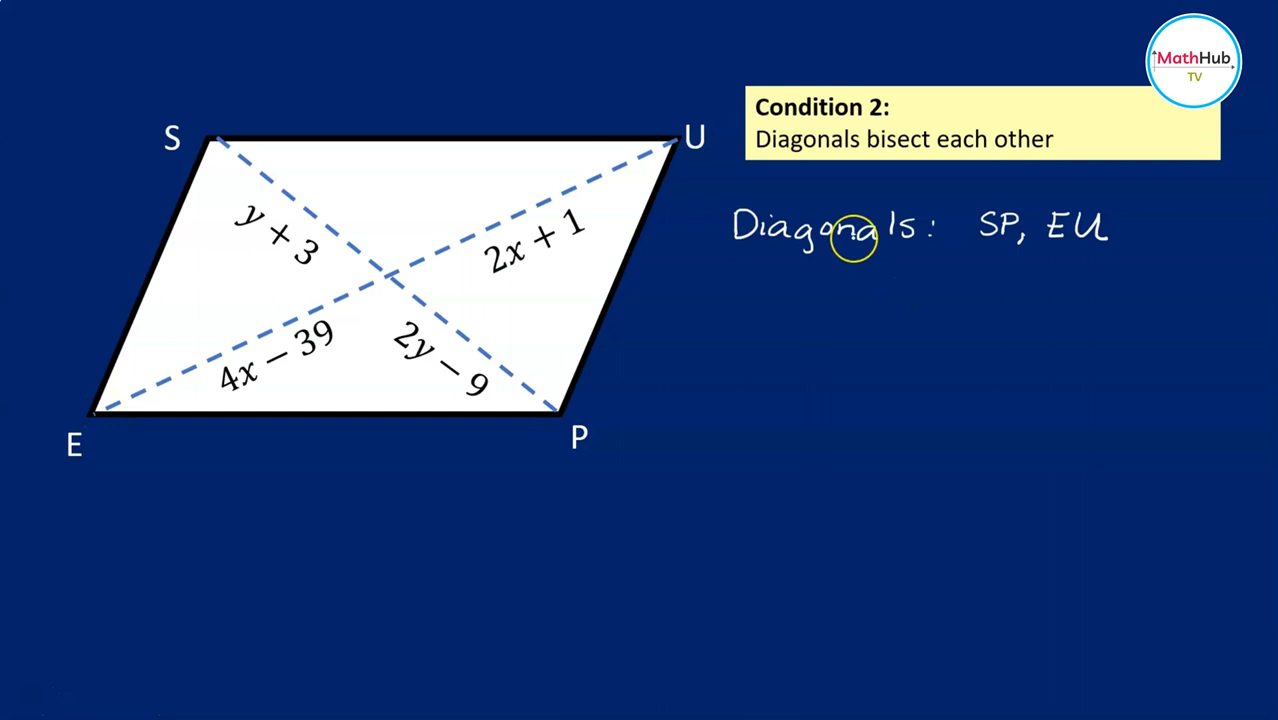 MathHub
TV
Condition 2:
Diagonals bisect each other
S
U
y + 3
2x + 1
Diagonals: SP, EU
4x − 39
2y − 9
E
P